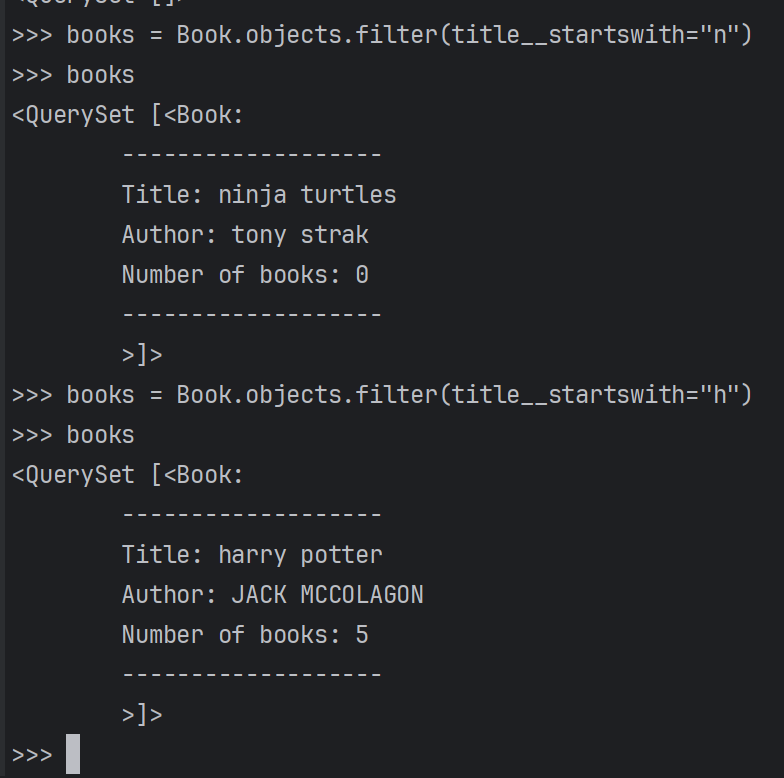 <QuerySet []>
>>> books = Book.objects.filter(title__startswith="n")
>>> books
<QuerySet [<Book:
        -------------------
        Title: ninja turtles
        Author: tony strak
        Number of books: 0
        -------------------
        >]>
>>> books = Book.objects.filter(title__startswith="h")
>>> books
<QuerySet [<Book:
        -------------------
        Title: harry potter
        Author: JACK MCCOLAGON
        Number of books: 5
        -------------------
        >]>
>>>